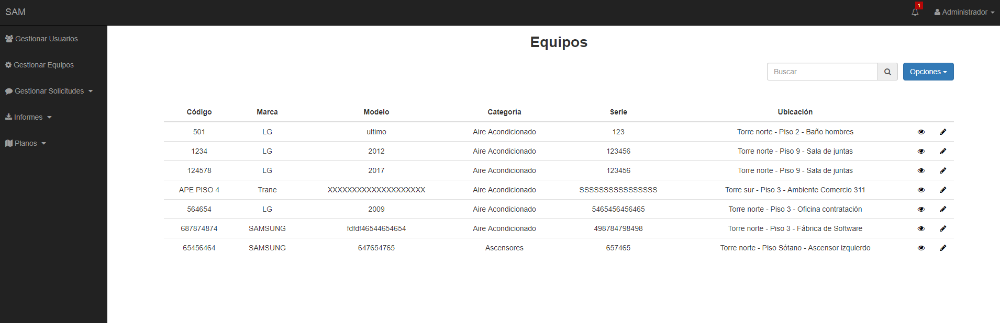 SAM
1
Administrador
Gestionar Usuarios
Gestionar Equipos
Gestionar Solicitudes
Informes
Planos
Equipos
Buscar
Opciones
Código Marca Modelo Categoría Serie Ubicación
501 LG ultimo Aire Acondicionado 123 Torre norte - Piso 2 - Baño hombres
1234 LG 2012 Aire Acondicionado 123456 Torre norte - Piso 9 - Sala de juntas
124578 LG 2017 Aire Acondicionado 123456 Torre norte - Piso 9 - Sala de juntas
APE PISO 4 Trane XXXXXXXXXXXXXXXXXXXX Aire Acondicionado SSSSSSSSSSSSSSSS Torre sur - Piso 3 - Ambiente Comercio 311
564654 LG 2009 Aire Acondicionado 5465456456465 Torre norte - Piso 3 - Oficina contratación
687874874 SAMSUNG fdfdf46544654654 Aire Acondicionado 498784798498 Torre norte - Piso 3 - Fábrica de Software
65456464 SAMSUNG 647654765 Ascensores 657465 Torre norte - Piso Sótano - Ascensor izquierdo